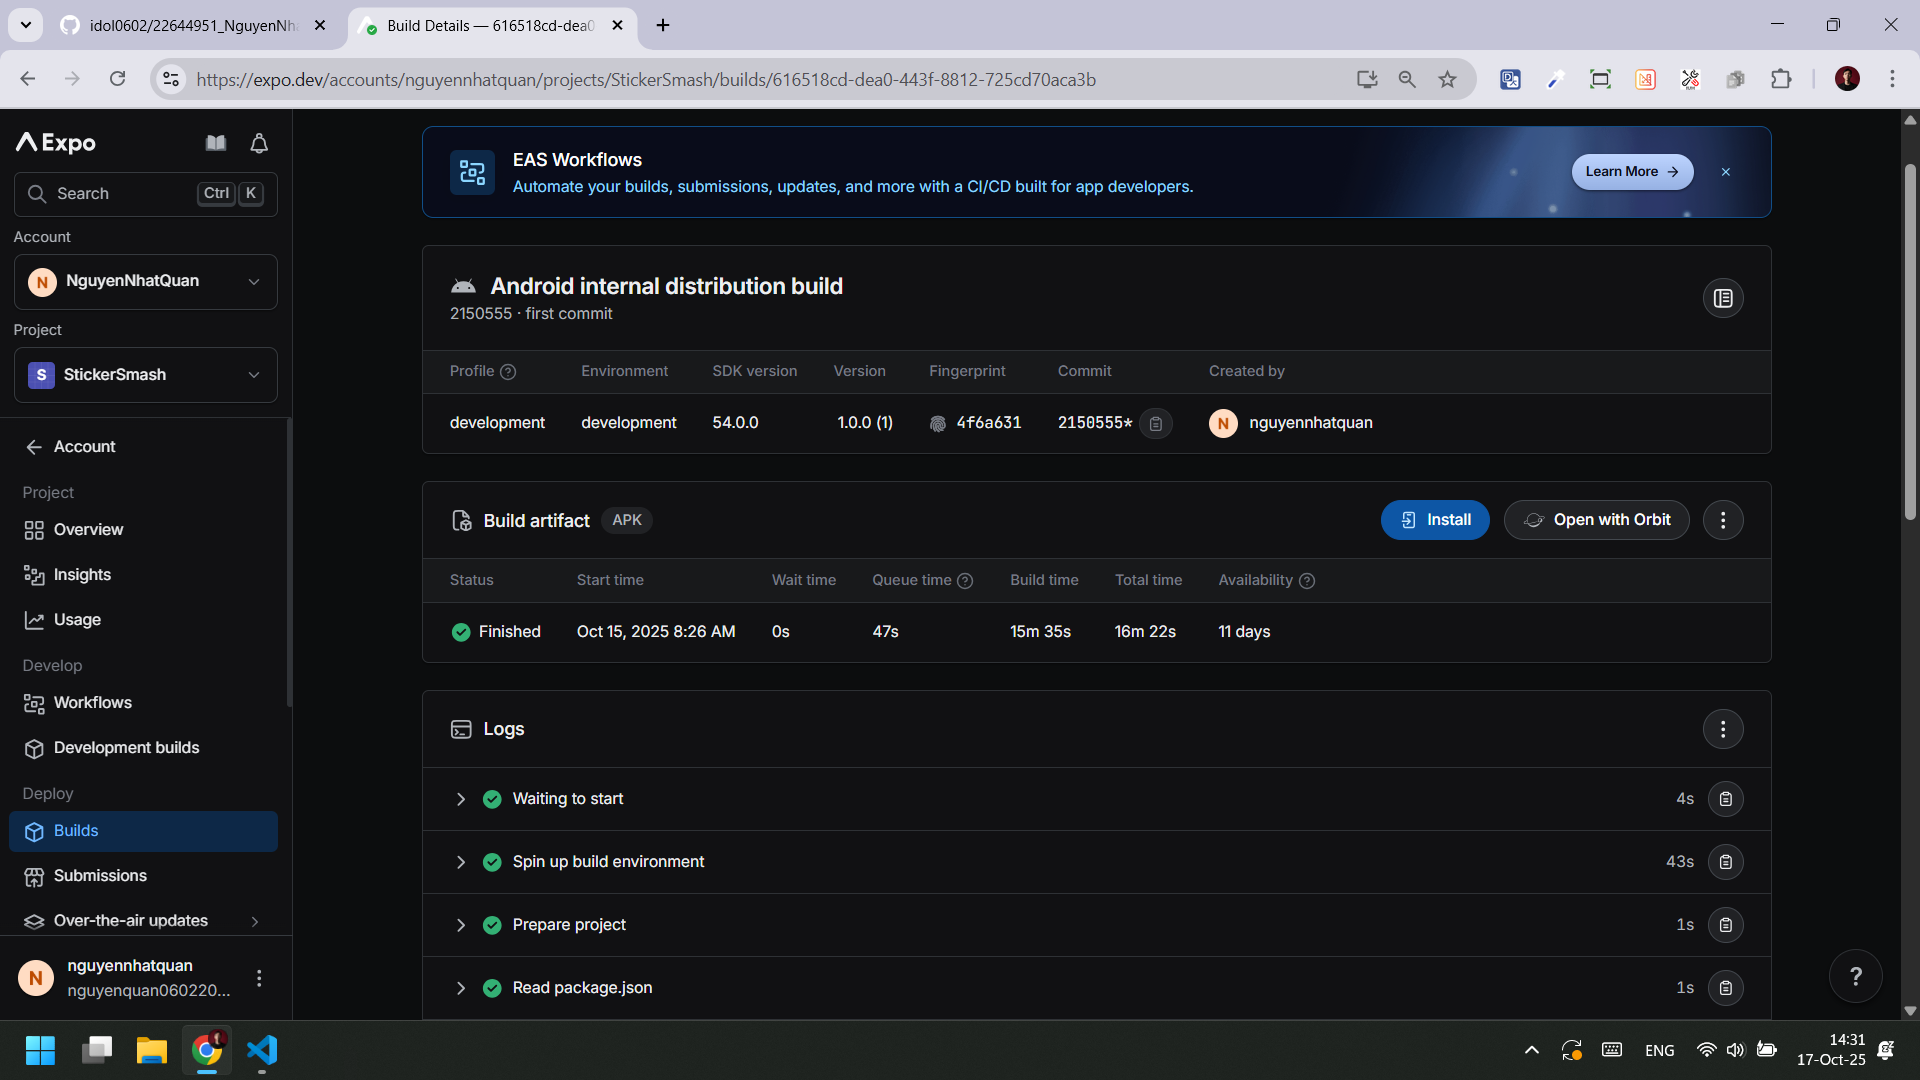 idol0602/22644951_NguyenNh
Build Details — 616518cd-dea0
https://expo.dev/accounts/nguyennhatquan/projects/StickerSmash/builds/616518cd-dea0-443f-8812-725cd70aca3b
Expo
Search Ctrl K
Account
N NguyenNhatQuan
Project
S StickerSmash
Account
Project
Overview
Insights
Usage
Develop
Workflows
Development builds
Deploy
Builds
Submissions
Over-the-air updates
N nguyennhatquan
nguyenquan060220...
EAS Workflows
Automate your builds, submissions, updates, and more with a CI/CD built for app developers.
Learn More
Android internal distribution build
2150555 · first commit
Profile Environment SDK version Version Fingerprint Commit Created by
development development 54.0.0 1.0.0 (1) 4f6a631 2150555* N nguyennhatquan
Build artifact APK Install Open with Orbit
Status Start time Wait time Queue time Build time Total time Availability
Finished Oct 15, 2025 8:26 AM 0s 47s 15m 35s 16m 22s 11 days
Logs
Waiting to start 4s
Spin up build environment 43s
Prepare project 1s
Read package.json 1s
?
ENG
14:31
17-Oct-25